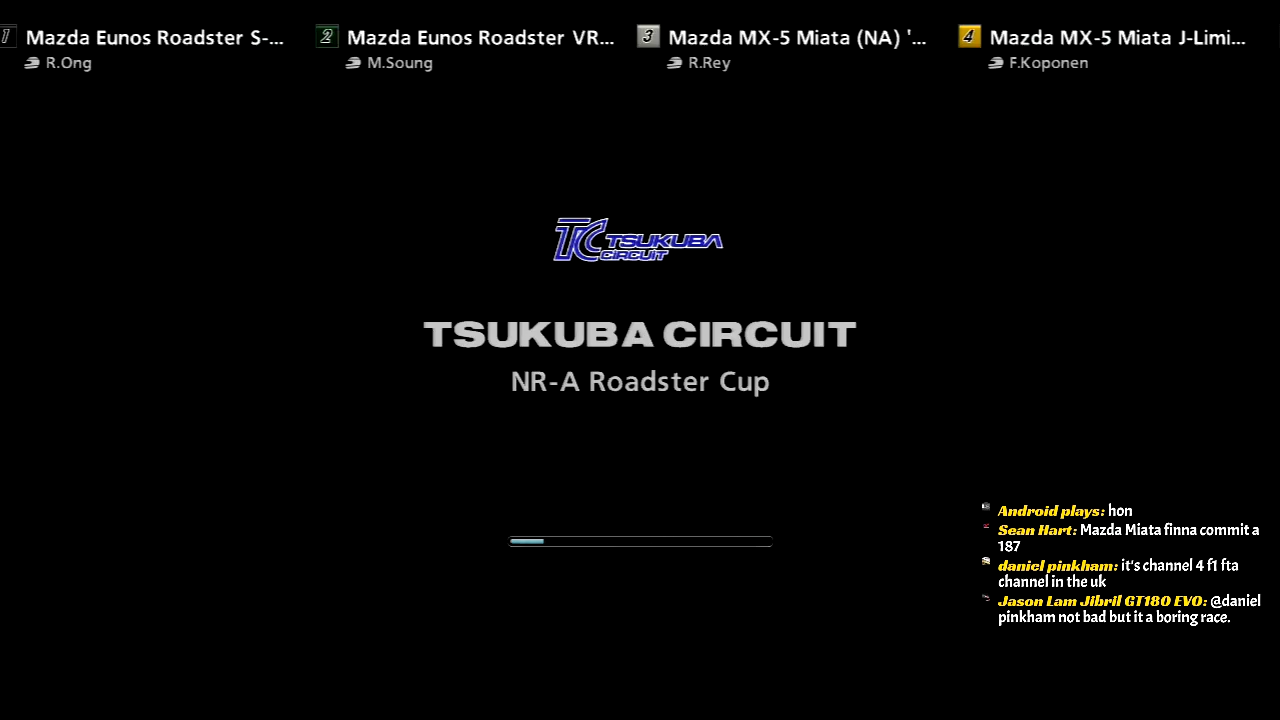 1 Mazda Eunos Roadster S-...
R.Ong
2 Mazda Eunos Roadster VR...
M.Soung
3 Mazda MX-5 Miata (NA) '...
R.Rey
4 Mazda MX-5 Miata J-Limi...
F.Koponen
TC TSUKUBA
CIRCUIT
TSUKUBA CIRCUIT
NR-A Roadster Cup
Android plays: hon
Sean Hart: Mazda Miata finna commit a
187
daniel pinkham: it's channel 4 f1 fta
channel in the uk
Jason Lam Jibril GT180 EVO: @daniel
pinkham not bad but it a boring race.